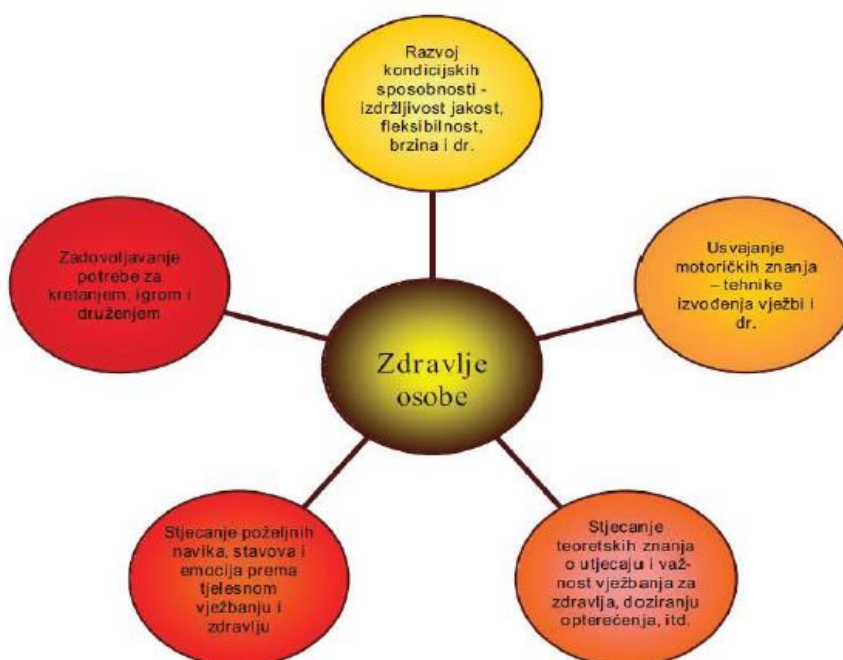 Razvoj
kondicijskih
sposobnosti -
izdržljivost jakost,
fleksibilnost,
brzina i dr.
Zadovoljavanje
potrebe za
kretanjem, igrom i
druženjem
Usvajanje
motoričkih znanja
– tehnike
izvođenja vježbi i
dr.
Zdravlje
osobe
Stjecanje poželjnih
navika, stavova i
emocija prema
tjelesnom
vježbanju i
zdravlju
Stjecanje
teoretskih znanja
o utjecaju i važ-
nost vježbanja za
zdravlja, doziranju
opterećenja, itd.